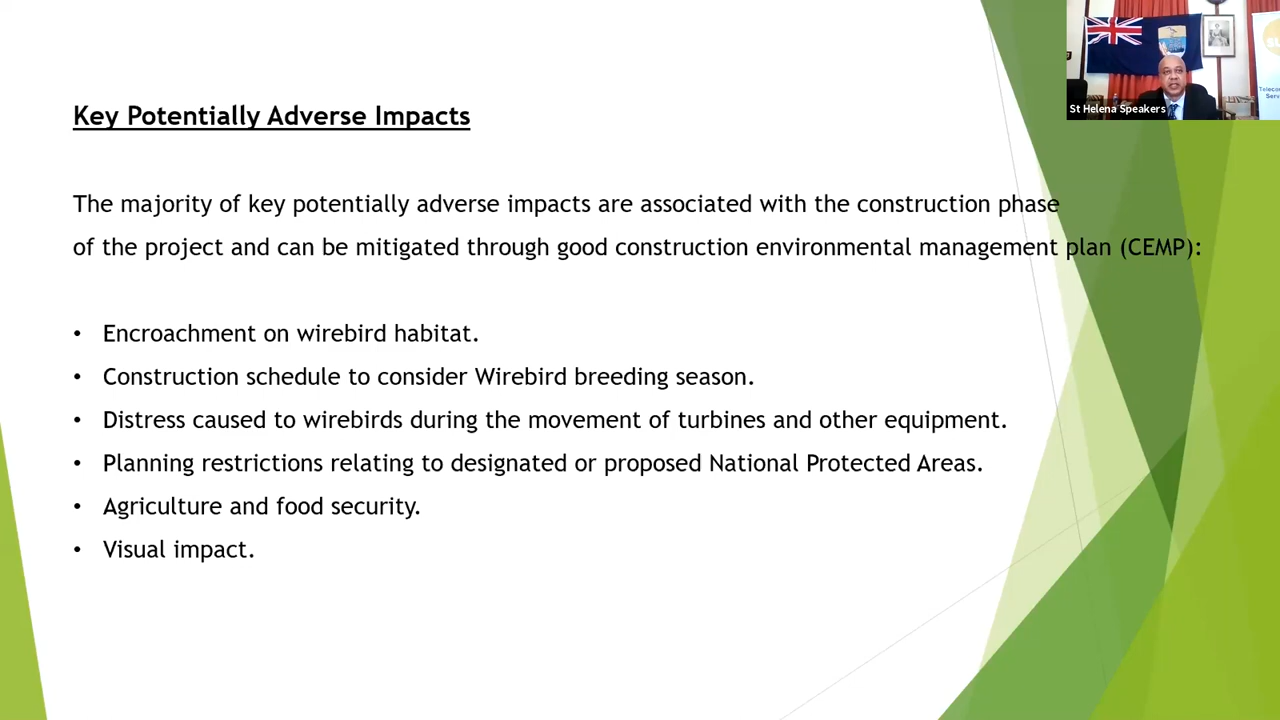 Key Potentially Adverse Impacts
The majority of key potentially adverse impacts are associated with the construction phase
of the project and can be mitigated through good construction environmental management plan (CEMP):
• Encroachment on wirebird habitat.
• Construction schedule to consider Wirebird breeding season.
• Distress caused to wirebirds during the movement of turbines and other equipment.
• Planning restrictions relating to designated or proposed National Protected Areas.
• Agriculture and food security.
• Visual impact.
St Helena Speakers